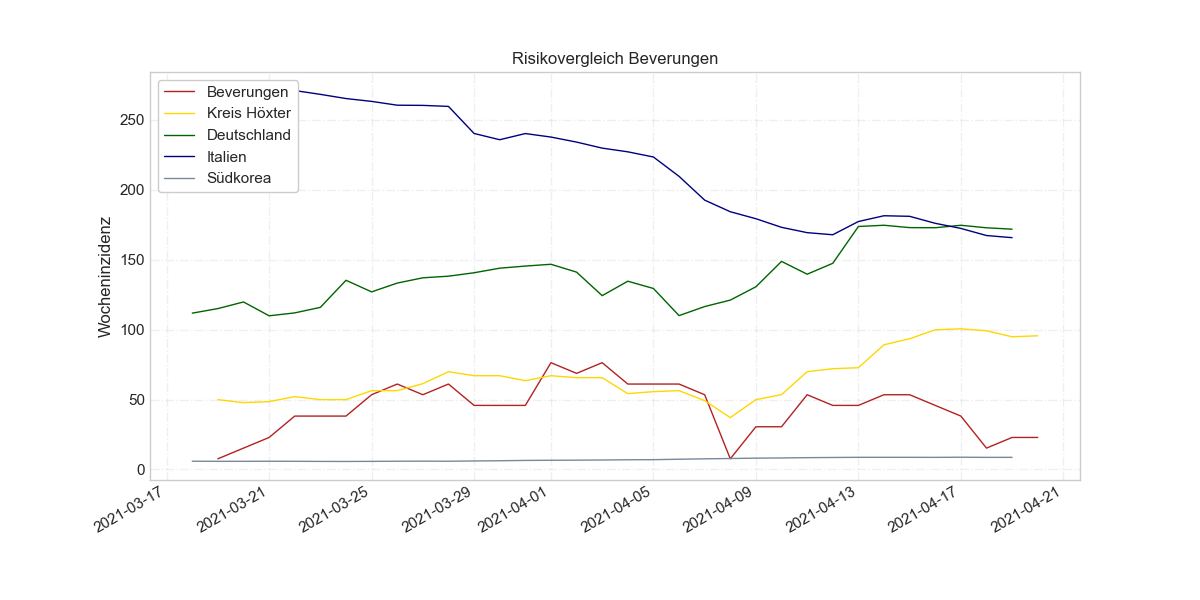 Risikovergleich Beverungen
Beverungen
Kreis Höxter
Deutschland
Italien
Südkorea
Wocheninzidenz
250
200
150
100
50
0
2021-03-17
2021-03-21
2021-03-25
2021-03-29
2021-04-01
2021-04-05
2021-04-09
2021-04-13
2021-04-17
2021-04-21